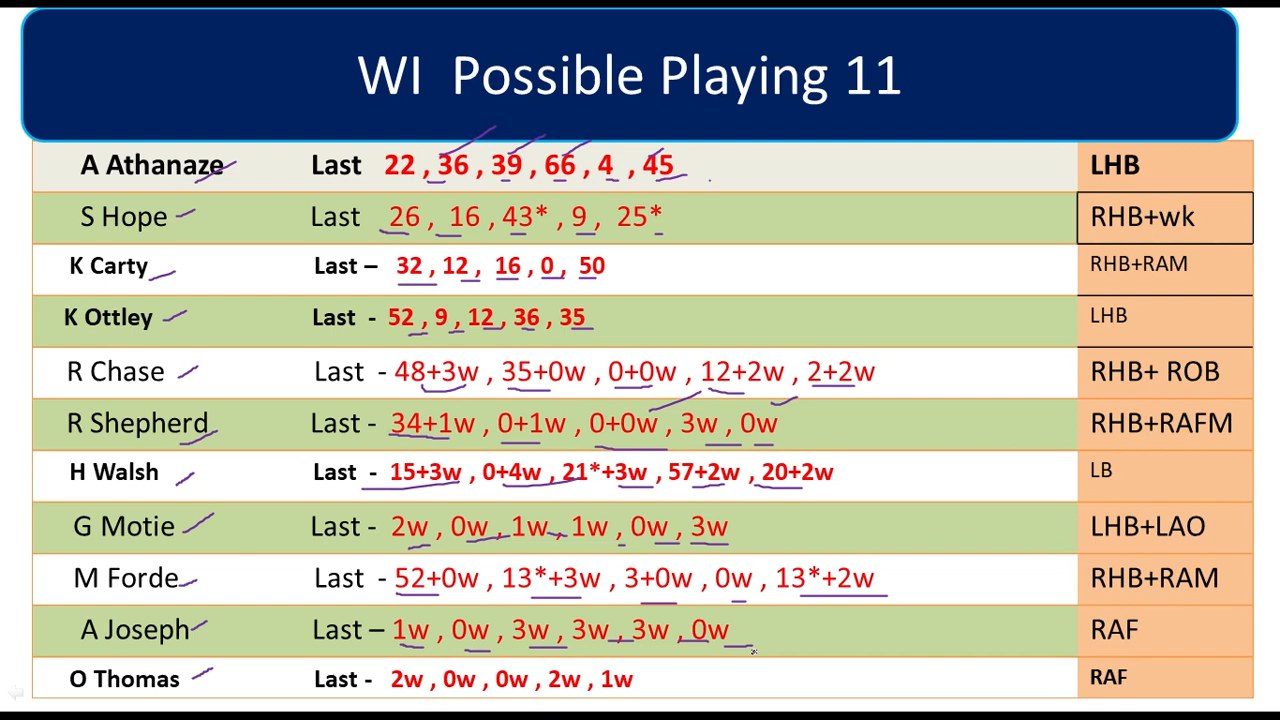 WI Possible Playing 11
A Athanaze Last 22 , 36 , 39 , 66 , 4 , 45 LHB
S Hope Last 26 , 16 , 43* , 9 , 25* RHB+wk
K Carty Last – 32 , 12 , 16 , 0 , 50 RHB+RAM
K Ottley Last - 52 , 9 , 12 , 36 , 35 LHB
R Chase Last - 48+3w , 35+0w , 0+0w , 12+2w , 2+2w RHB+ ROB
R Shepherd Last - 34+1w , 0+1w , 0+0w , 3w , 0w RHB+RAFM
H Walsh Last - 15+3w , 0+4w , 21*+3w , 57+2w , 20+2w LB
G Motie Last - 2w , 0w , 1w , 1w , 0w , 3w LHB+LAO
M Forde Last - 52+0w , 13*+3w , 3+0w , 0w , 13*+2w RHB+RAM
A Joseph Last – 1w , 0w , 3w , 3w , 3w , 0w RAF
O Thomas Last - 2w , 0w , 0w , 2w , 1w RAF